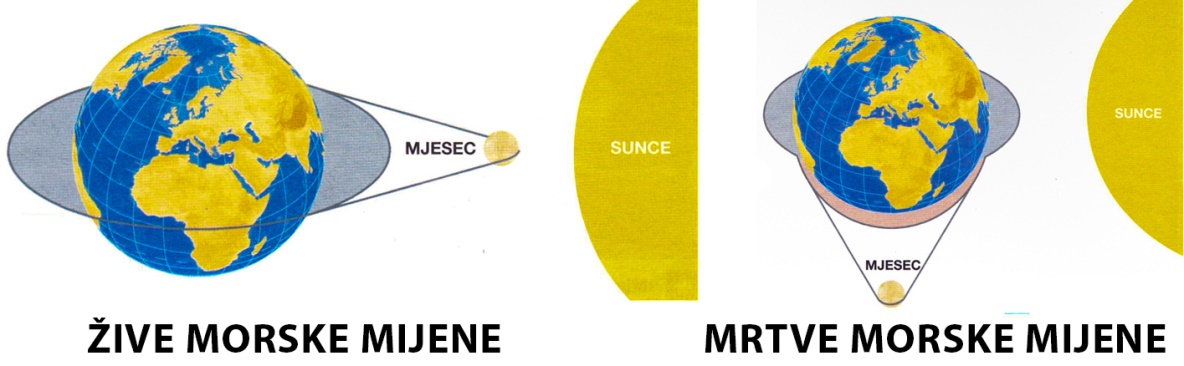 MJESEC
SUNCE
ŽIVE MORSKE MIJENE
SUNCE
MJESEC
MRTVE MORSKE MIJENE